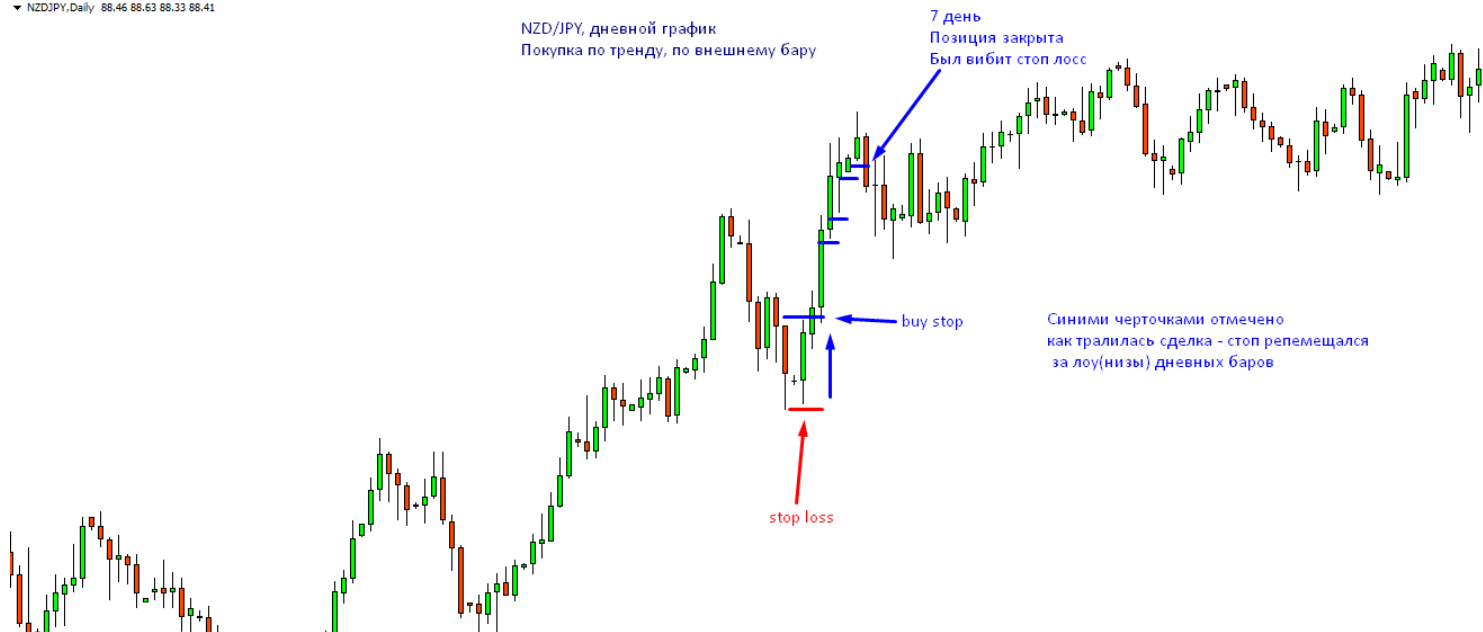 NZDJPY,Daily 88.46 88.63 88.33 88.41
NZD/JPY, дневной график
Покупка по тренду, по внешнему бару
7 день
Позиция закрыта
Был вибит стоп лосс
buy stop
Синими черточками отмечено
как тралилась сделка - стоп репемещался
за лоу(низы) дневных баров
stop loss